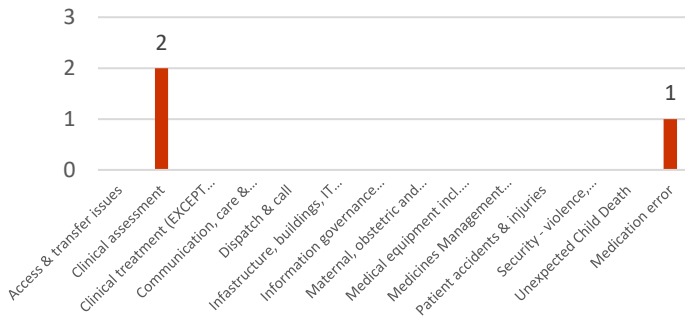 3
2
1
0
2
1
Access & transfer issues
Clinical assessment
Clinical treatment (EXCEPT…
Communication, care &…
Dispatch & call
Infastructure, buildings, IT…
Information governance…
Maternal, obstetric and…
Medical equipment incl.…
Medicines Management…
Patient accidents & injuries
Security - violence,…
Unexpected Child Death
Medication error